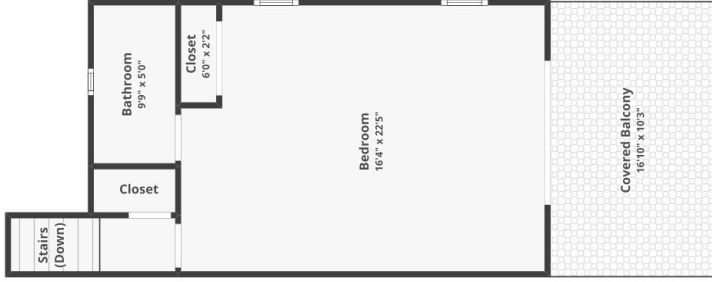 Bathroom
9'9" x 5'0"
Closet
6'0" x 2'2"
Bedroom
16'4" x 22'5"
Covered Balcony
16'10" x 10'3"
Closet
Stairs
(Down)